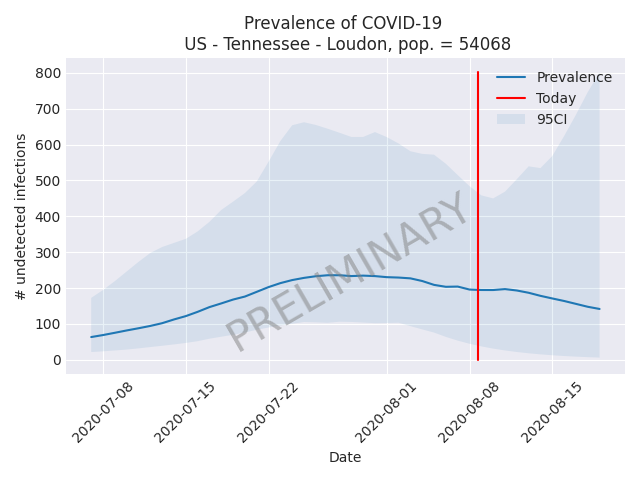 Prevalence of COVID-19
US - Tennessee - Loudon, pop. = 54068
800
700
600
500
400
300
200
100
0
# undetected infections
Prevalence
Today
95CI
PRELIMINARY
2020-07-08
2020-07-15
2020-07-22
2020-08-01
2020-08-08
2020-08-15
Date